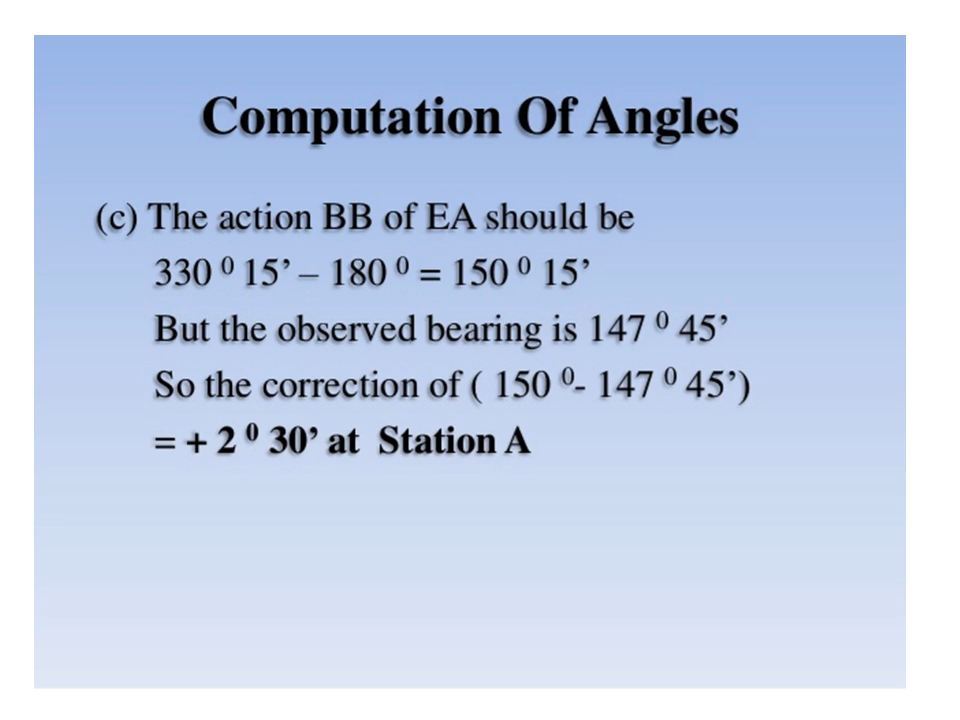 Computation Of Angles
(c) The action BB of EA should be
330 ⁰ 15’ – 180 ⁰ = 150 ⁰ 15’
But the observed bearing is 147 ⁰ 45’
So the correction of ( 150 ⁰- 147 ⁰ 45’)
= + 2 ⁰ 30’ at Station A